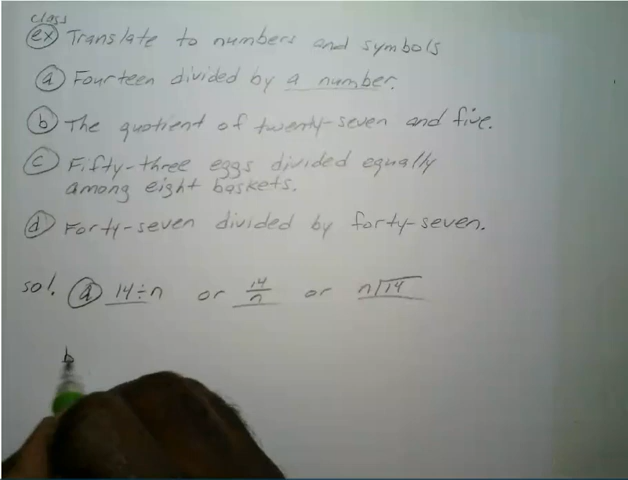 class
ex Translate to numbers and symbols
a Fourteen divided by a number.
b The quotient of twenty-seven and five.
c Fifty-three eggs divided equally
among eight baskets.
d Forty-seven divided by forty-seven.
sol. a 14÷n or 14/n or n⟌14
b